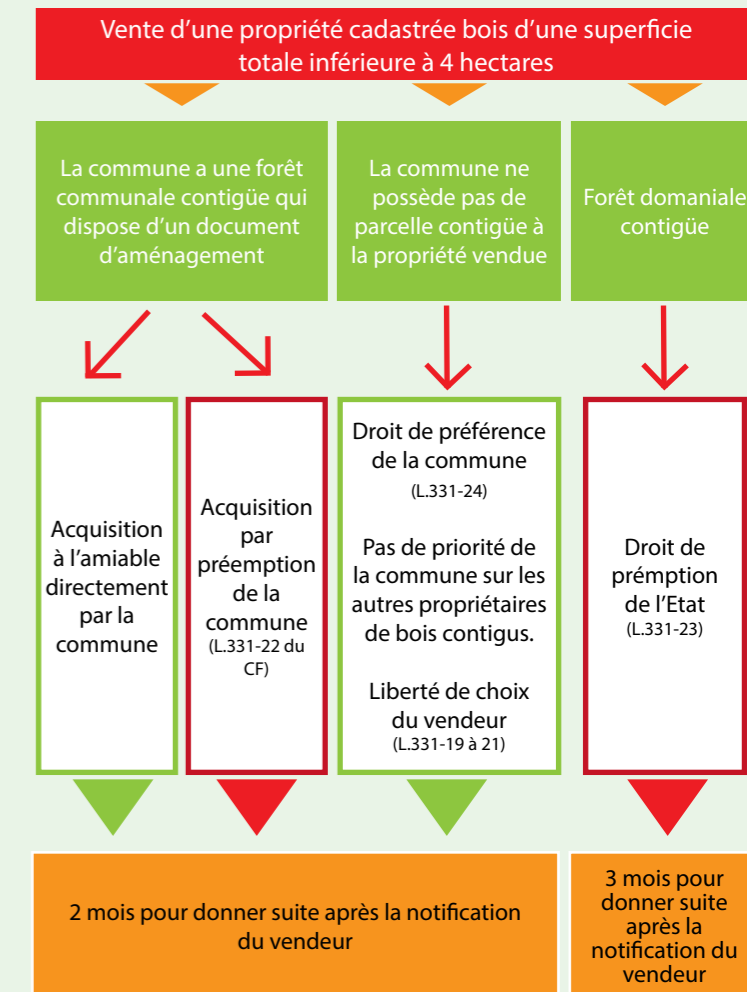 Vente d'une propriété cadastrée bois d'une superficie
totale inférieure à 4 hectares
La commune a une forêt
communale contigüe qui
dispose d'un document
d'aménagement
La commune ne
possède pas de
parcelle contigüe à
la propriété vendue
Forêt domaniale
contigüe
Acquisition
à l'amiable
directement
par la
commune
Acquisition
par
préemption
de la
commune
(L.331-22 du
CF)
Droit de préférence
de la commune
(L.331-24)
Pas de priorité de
la commune sur les
autres propriétaires
de bois contigus.
Liberté de choix
du vendeur
(L.331-19 à 21)
Droit de
prémption
de l'Etat
(L.331-23)
2 mois pour donner suite après la notification
du vendeur
3 mois pour
donner suite
après la
notification du
vendeur